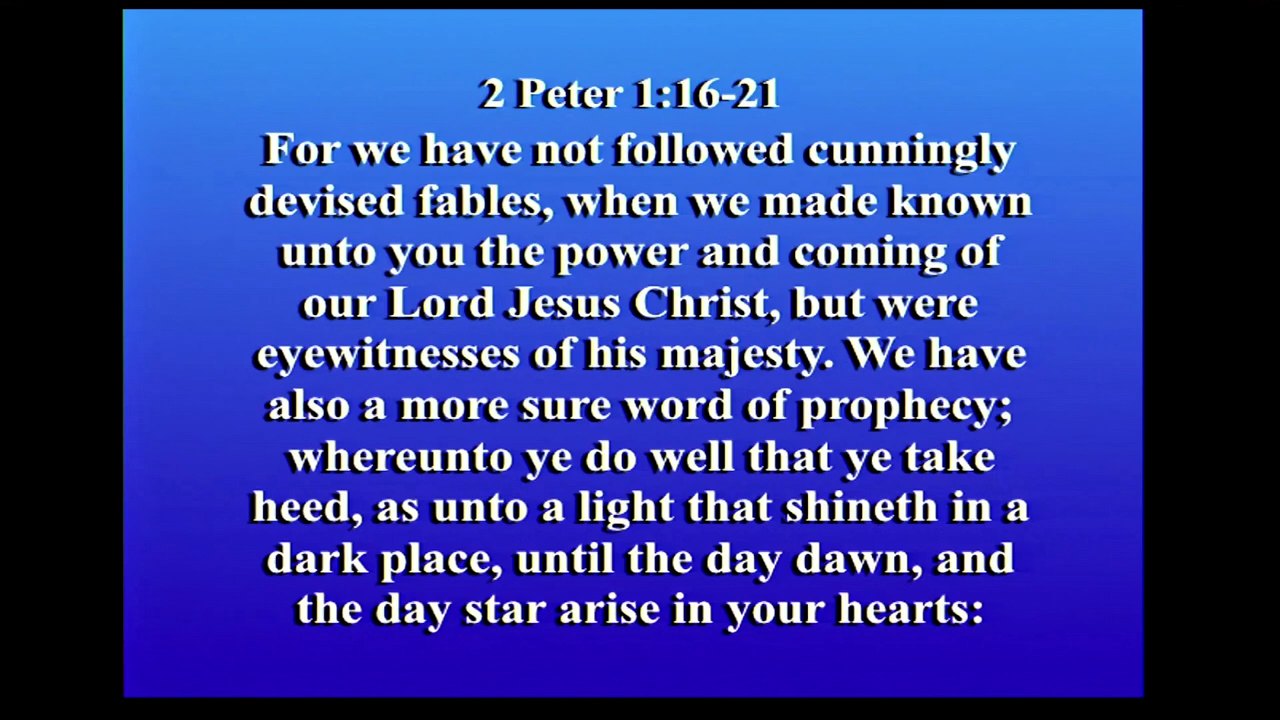 2 Peter 1:16-21
For we have not followed cunningly
devised fables, when we made known
unto you the power and coming of
our Lord Jesus Christ, but were
eyewitnesses of his majesty. We have
also a more sure word of prophecy;
whereunto ye do well that ye take
heed, as unto a light that shineth in a
dark place, until the day dawn, and
the day star arise in your hearts: